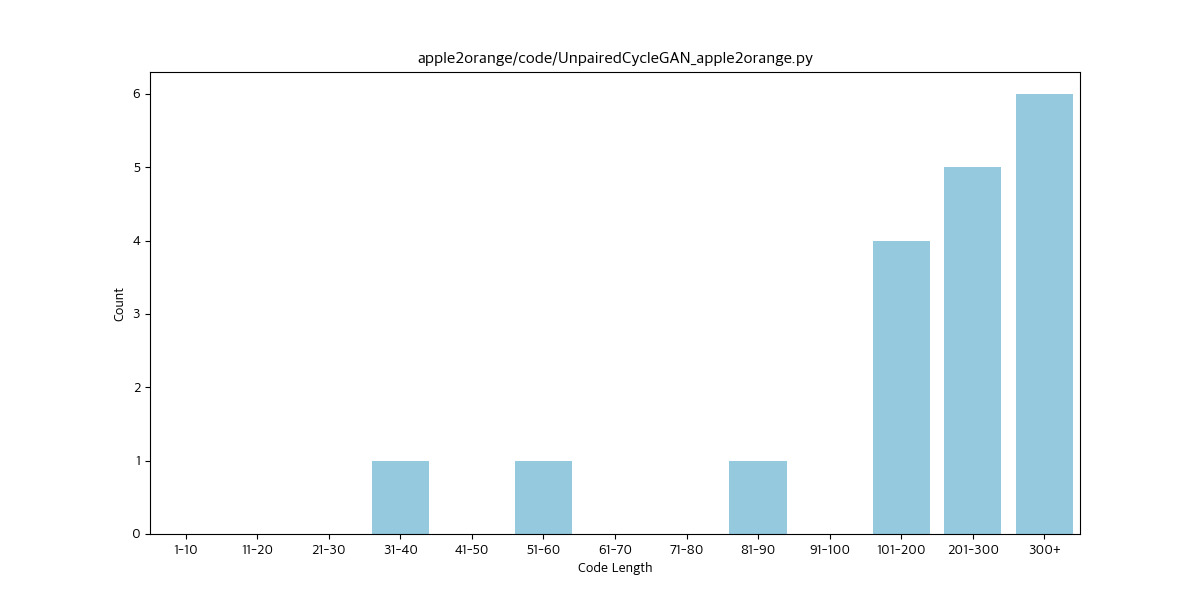 apple2orange/code/UnpairedCycleGAN_apple2orange.py
6
5
4
3
2
1
0
Count
1-10 11-20 21-30 31-40 41-50 51-60 61-70 71-80 81-90 91-100 101-200 201-300 300+
Code Length